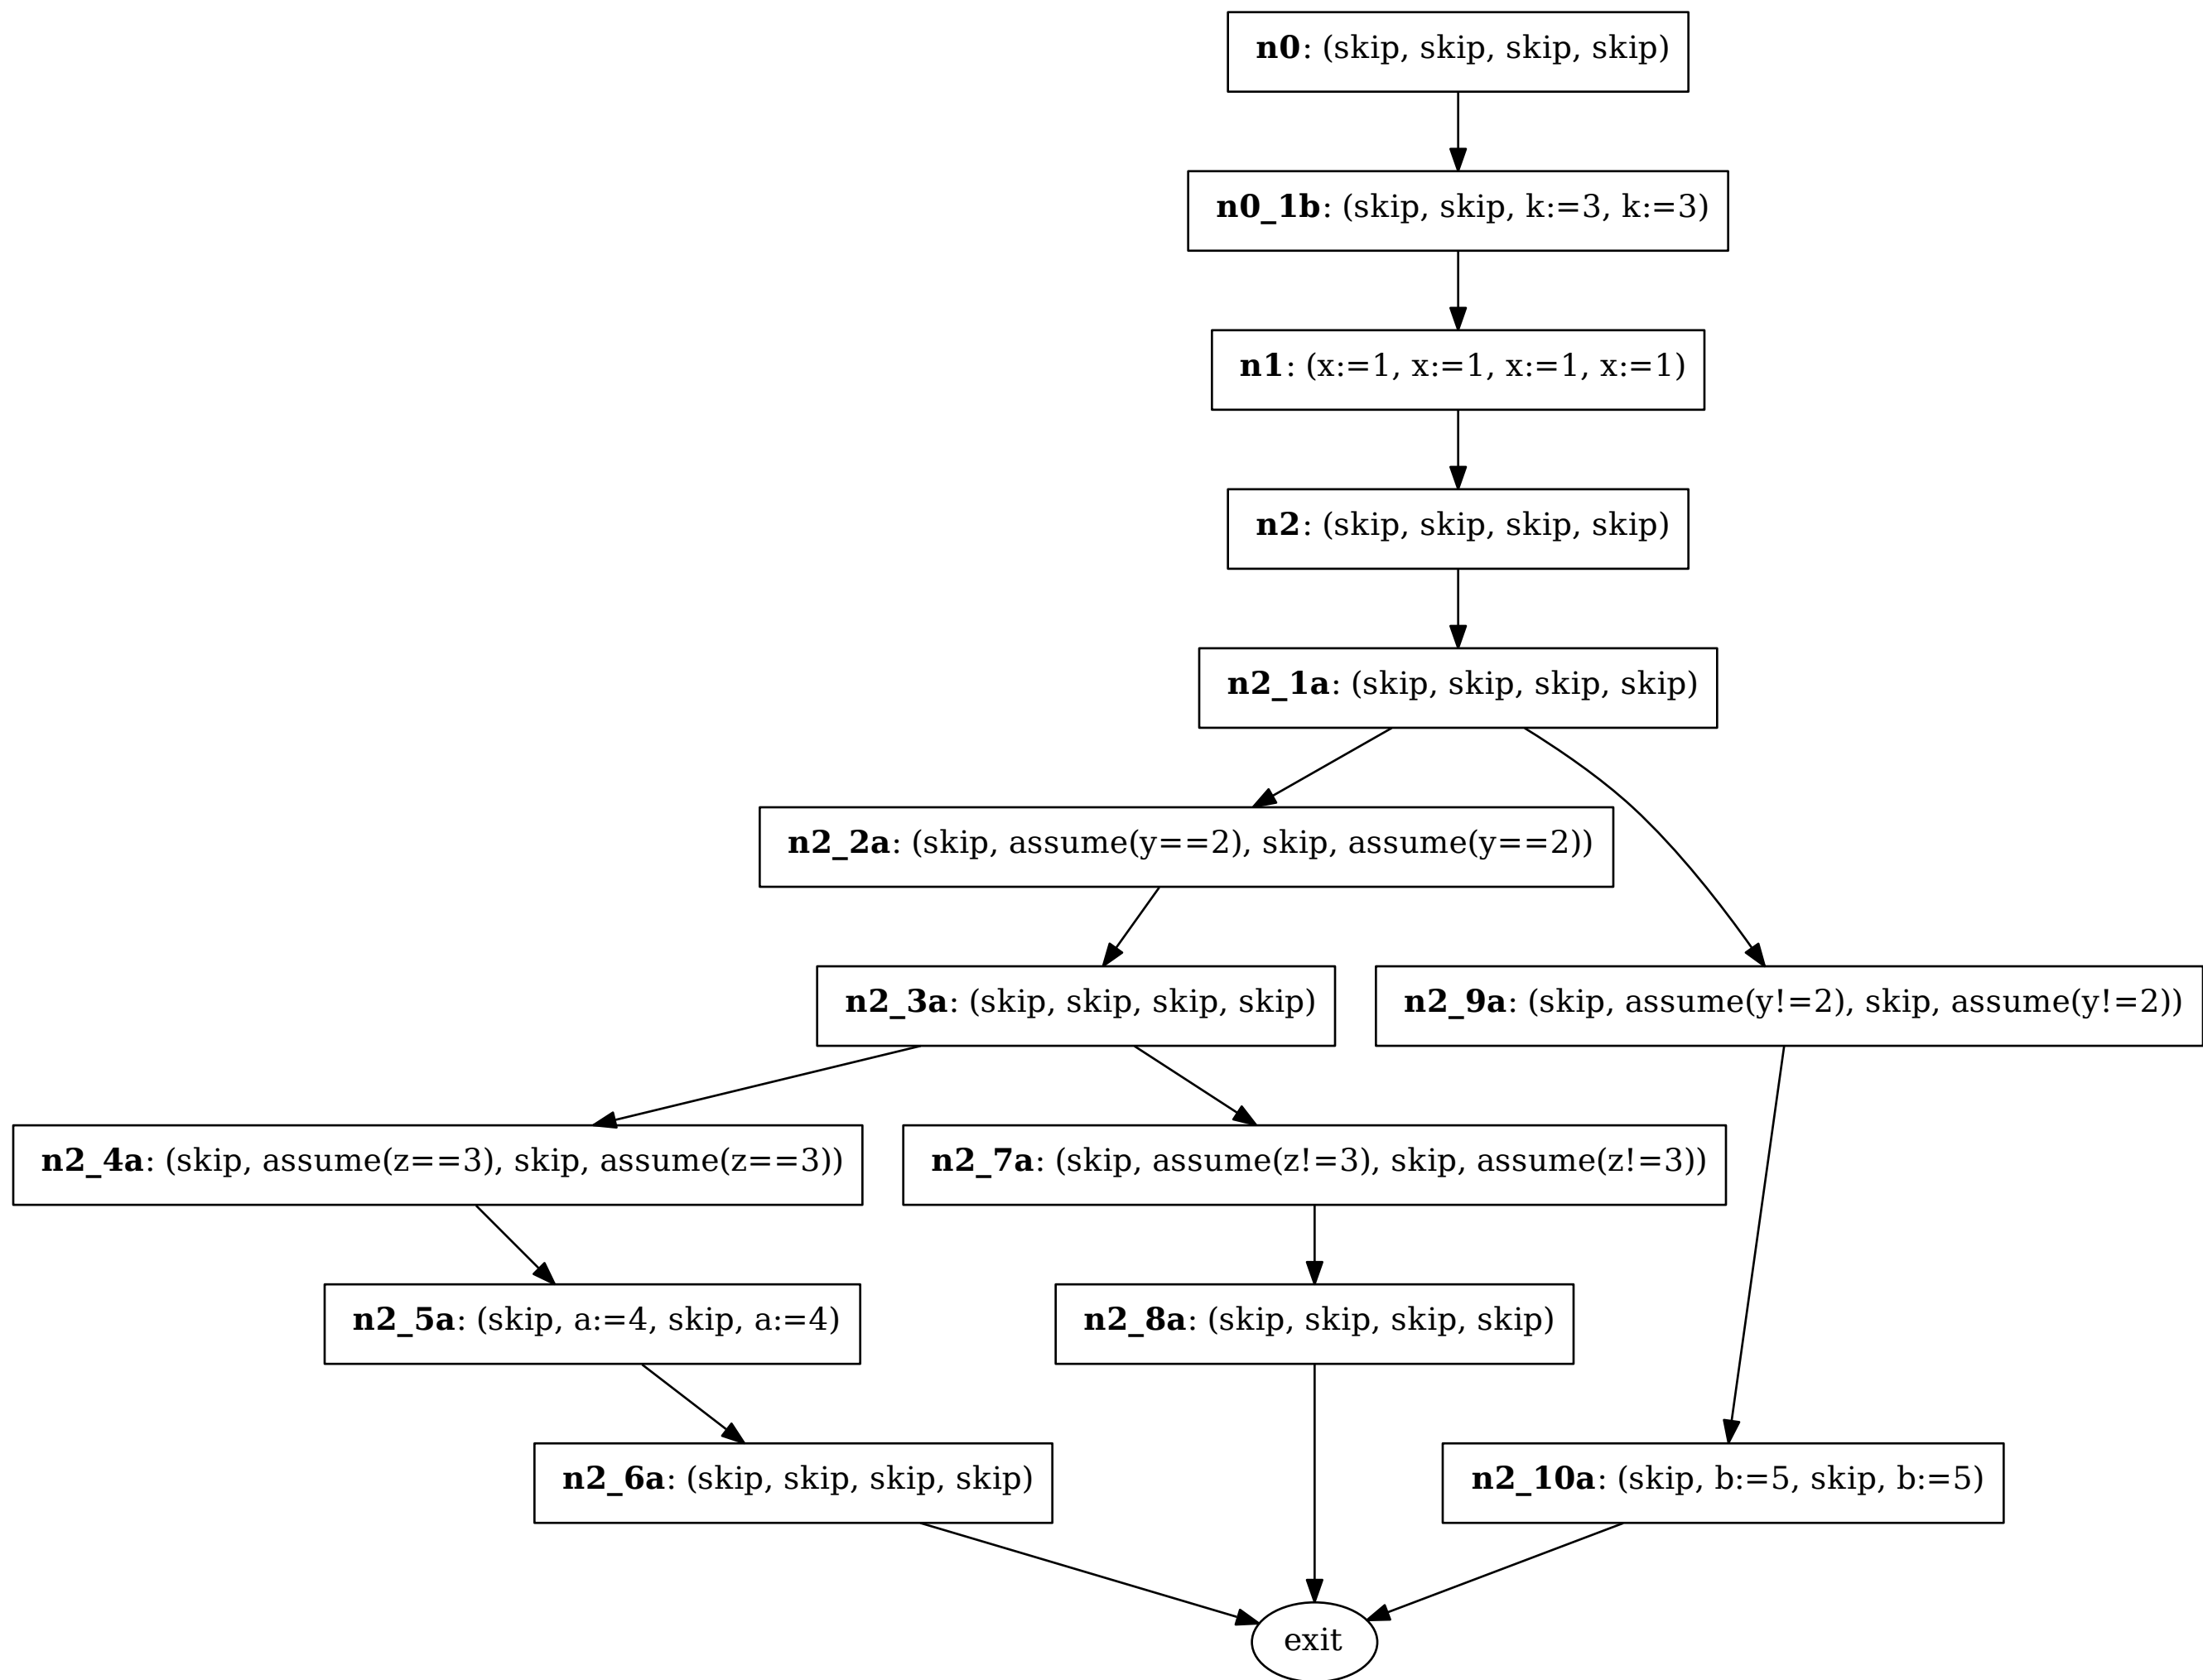 n0: (skip, skip, skip, skip)
n0_1b: (skip, skip, k:=3, k:=3)
n1: (x:=1, x:=1, x:=1, x:=1)
n2: (skip, skip, skip, skip)
n2_1a: (skip, skip, skip, skip)
n2_2a: (skip, assume(y==2), skip, assume(y==2))
n2_3a: (skip, skip, skip, skip)
n2_9a: (skip, assume(y!=2), skip, assume(y!=2))
n2_4a: (skip, assume(z==3), skip, assume(z==3))
n2_7a: (skip, assume(z!=3), skip, assume(z!=3))
n2_5a: (skip, a:=4, skip, a:=4)
n2_8a: (skip, skip, skip, skip)
n2_6a: (skip, skip, skip, skip)
n2_10a: (skip, b:=5, skip, b:=5)
exit